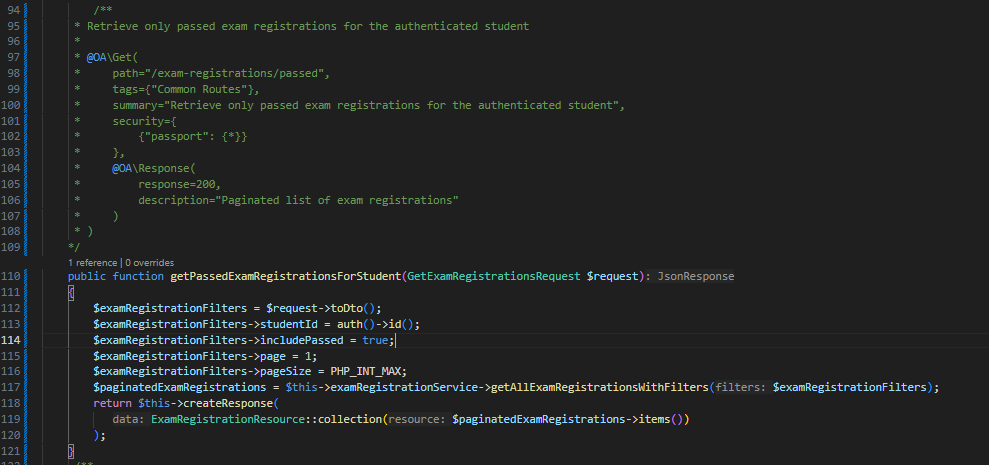 94 /**
95 * Retrieve only passed exam registrations for the authenticated student
96 *
97 * @OA\Get(
98 * path="/exam-registrations/passed",
99 * tags={"Common Routes"},
100 * summary="Retrieve only passed exam registrations for the authenticated student",
101 * security={
102 * {"passport": {*}}
103 * },
104 * @OA\Response(
105 * response=200,
106 * description="Paginated list of exam registrations"
107 * )
108 * )
109 */
1 reference | 0 overrides
110 public function getPassedExamRegistrationsForStudent(GetExamRegistrationsRequest $request): JsonResponse
111 {
112 $examRegistrationFilters = $request->toDto();
113 $examRegistrationFilters->studentId = auth()->id();
114 $examRegistrationFilters->includePassed = true;
115 $examRegistrationFilters->page = 1;
116 $examRegistrationFilters->pageSize = PHP_INT_MAX;
117 $paginatedExamRegistrations = $this->examRegistrationService->getAllExamRegistrationsWithFilters(filters: $examRegistrationFilters);
118 return $this->createResponse(
119 data: ExamRegistrationResource::collection(resource: $paginatedExamRegistrations->items())
120 );
121 }
/**